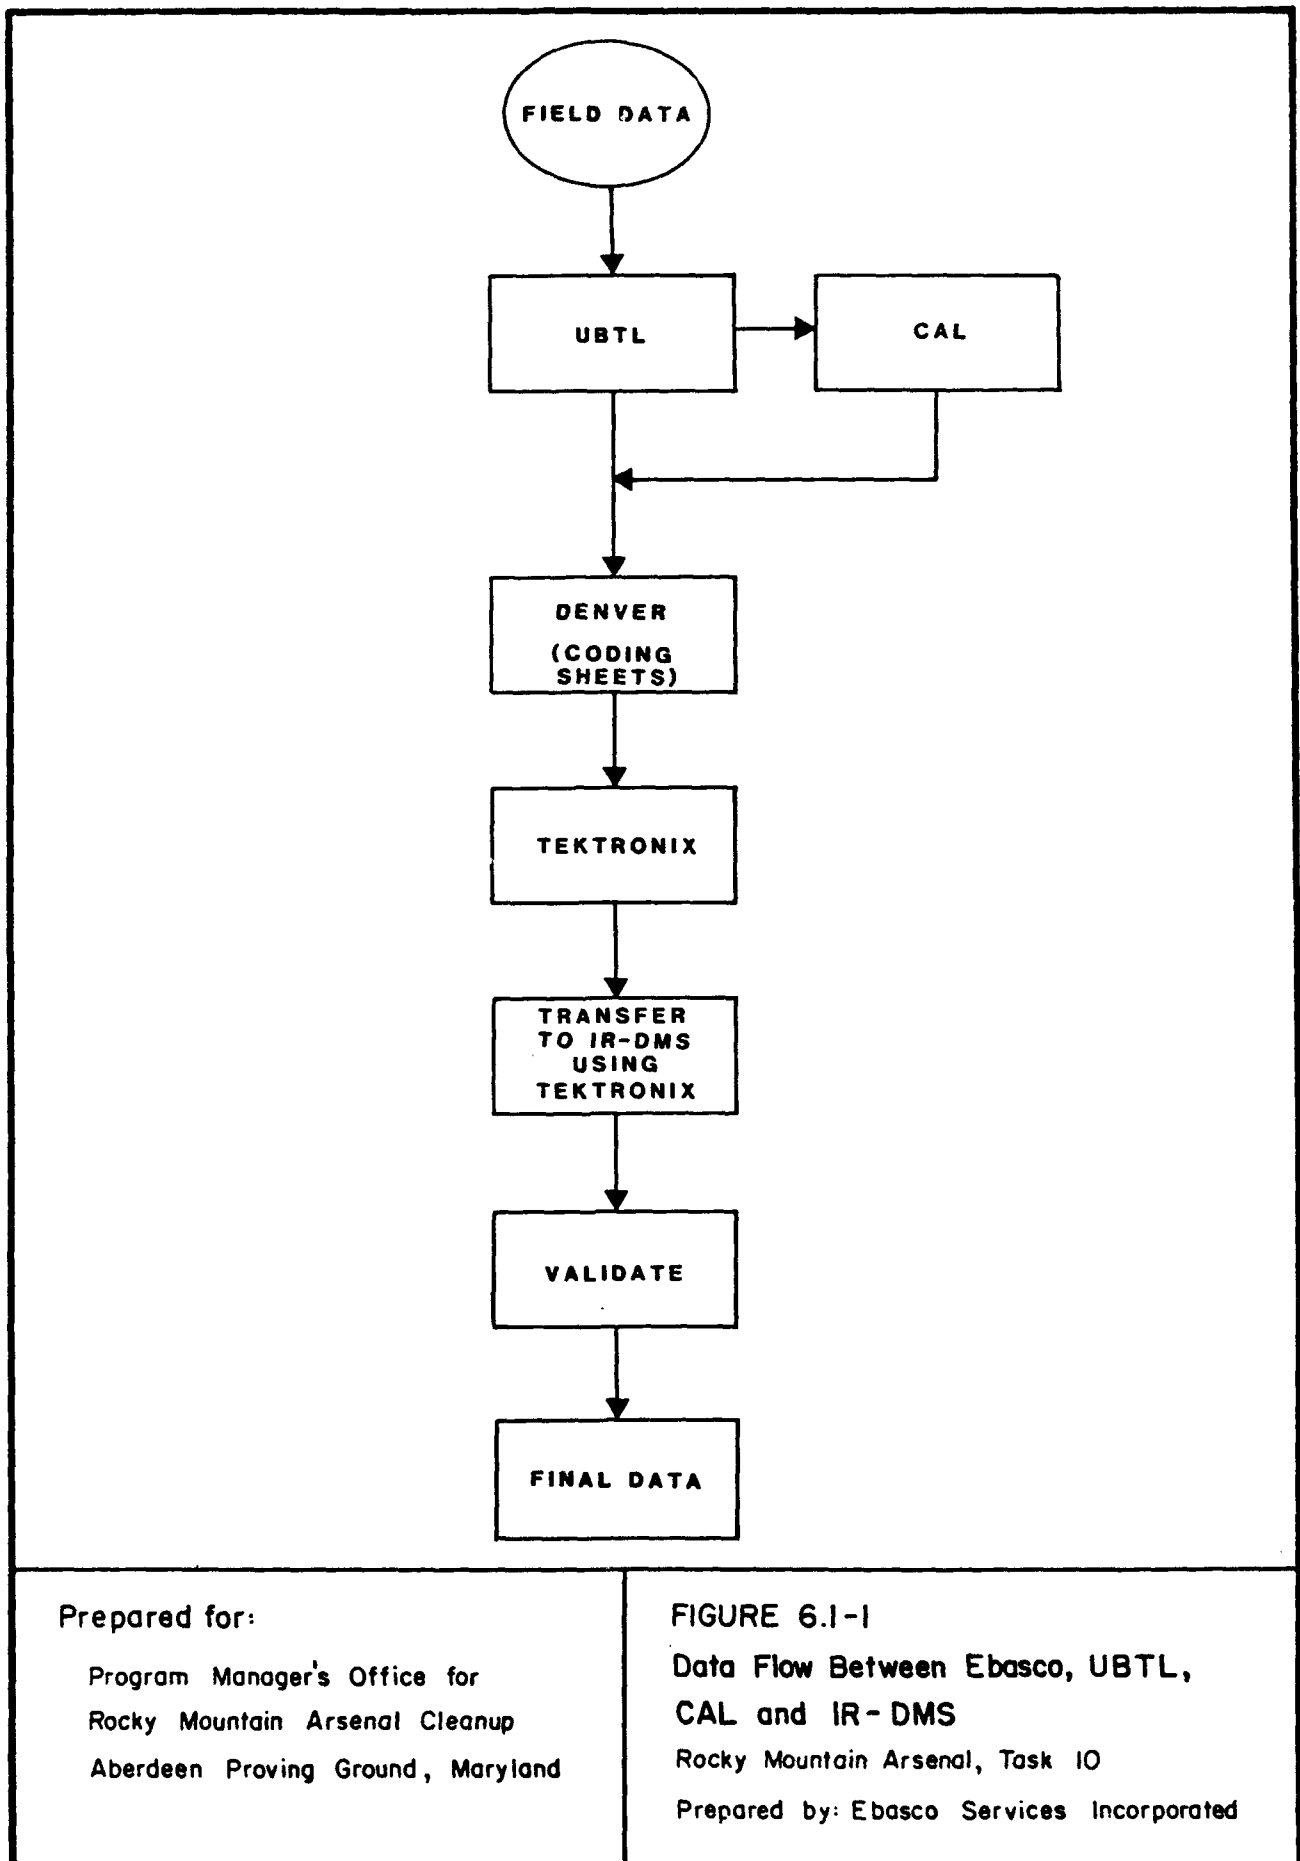 FIELD DATA
UBTL
CAL
DENVER
(CODING
SHEETS)
TEKTRONIX
TRANSFER
TO IR-DMS
USING
TEKTRONIX
VALIDATE
FINAL DATA
Prepared for:
Program Manager's Office for
Rocky Mountain Arsenal Cleanup
Aberdeen Proving Ground, Maryland
FIGURE 6.1-1
Data Flow Between Ebasco, UBTL,
CAL and IR-DMS
Rocky Mountain Arsenal, Task 10
Prepared by: Ebasco Services Incorporated